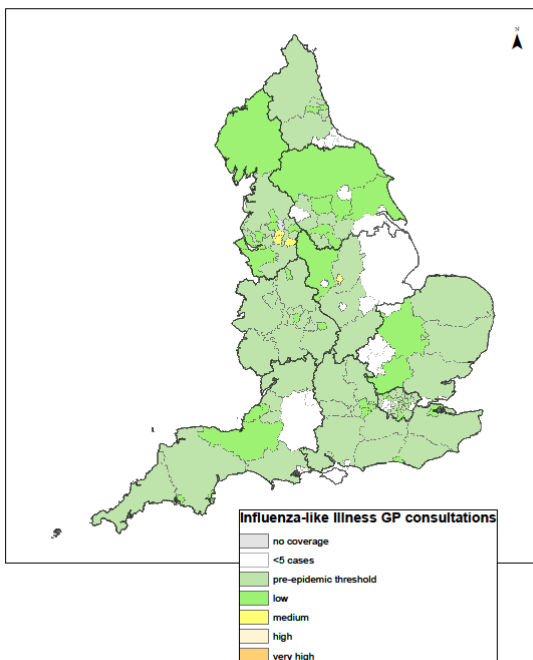 N
Influenza-like Illness GP consultations
no coverage
<5 cases
pre-epidemic threshold
low
medium
high
very high